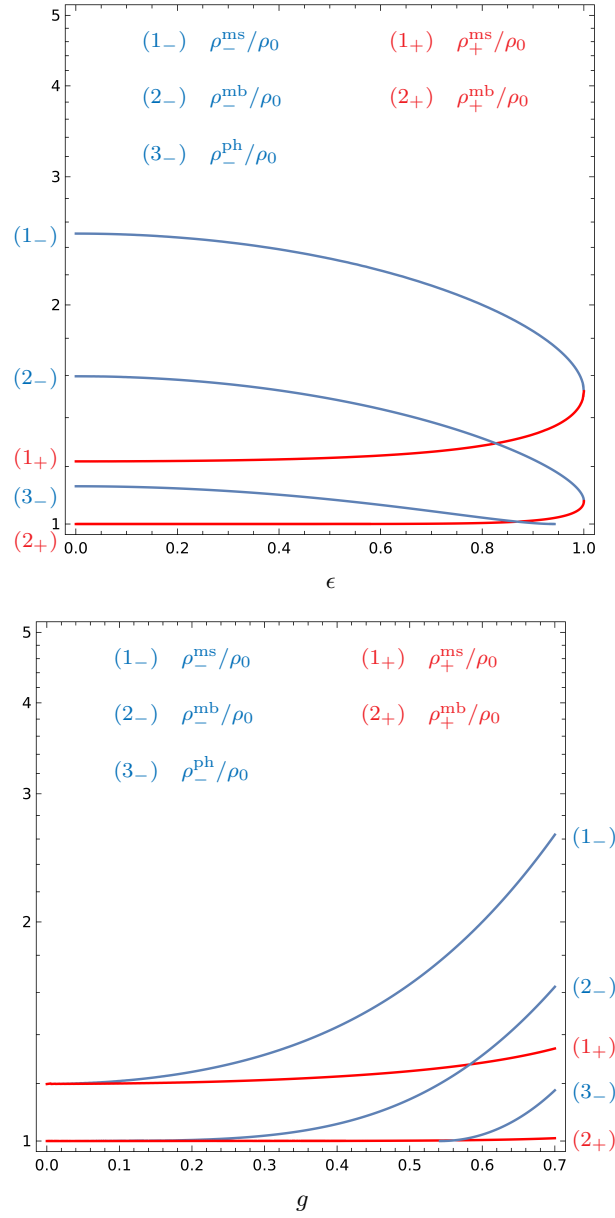 5
(1₋) ρ₋ᵐˢ/ρ₀ (1₊) ρ₊ᵐˢ/ρ₀
4
(2₋) ρ₋ᵐᵇ/ρ₀ (2₊) ρ₊ᵐᵇ/ρ₀
(3₋) ρ₋ᵖʰ/ρ₀
3
(1₋)
2
(2₋)
(1₊)
(3₋)
1
(2₊)
0.0 0.2 0.4 0.6 0.8 1.0
ϵ
5
(1₋) ρ₋ᵐˢ/ρ₀ (1₊) ρ₊ᵐˢ/ρ₀
(2₋) ρ₋ᵐᵇ/ρ₀ (2₊) ρ₊ᵐᵇ/ρ₀
4
(3₋) ρ₋ᵖʰ/ρ₀
3
(1₋)
2
(2₋)
(1₊)
(3₋)
1 (2₊)
0.0 0.1 0.2 0.3 0.4 0.5 0.6 0.7
g